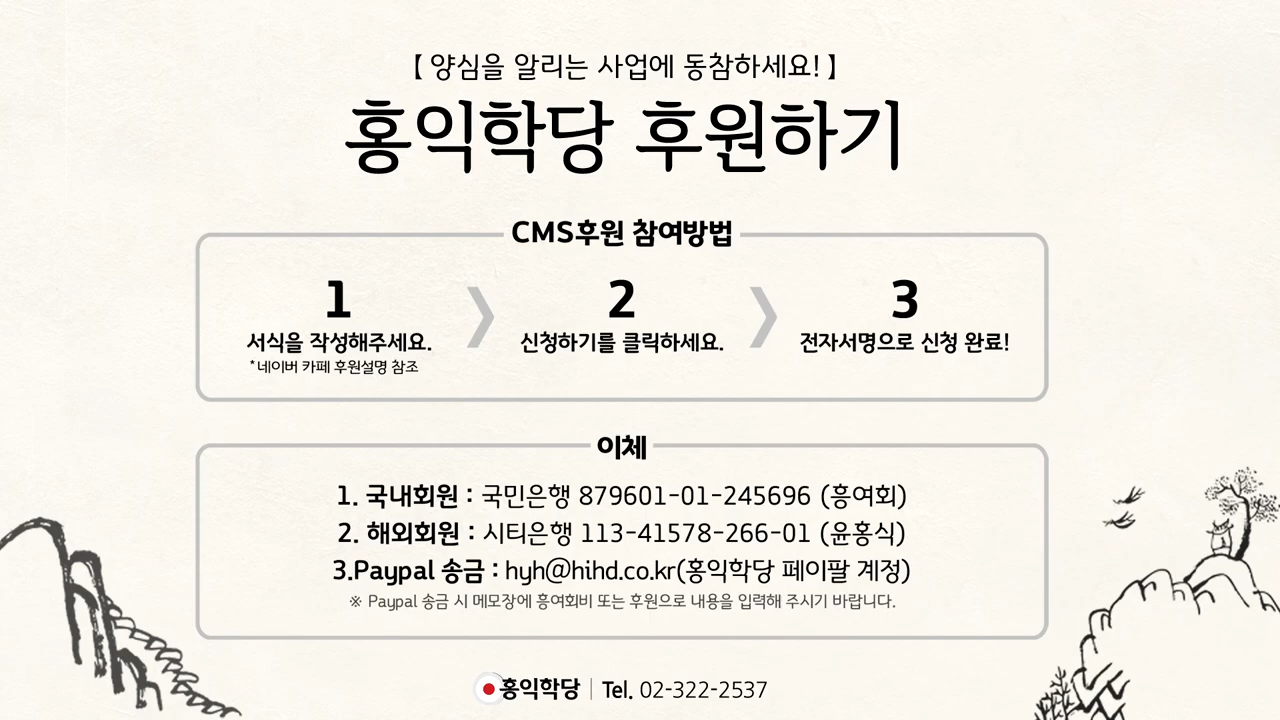 【 양심을 알리는 사업에 동참하세요! 】
홍익학당 후원하기
CMS후원 참여방법
1
서식을 작성해주세요.
*네이버 카페 후원설명 참조
2
신청하기를 클릭하세요.
3
전자서명으로 신청 완료!
이체
1. 국내회원 : 국민은행 879601-01-245696 (흥여회)
2. 해외회원 : 시티은행 113-41578-266-01 (윤홍식)
3.Paypal 송금 : hyh@hihd.co.kr(홍익학당 페이팔 계정)
※ Paypal 송금 시 메모장에 흥여회비 또는 후원으로 내용을 입력해 주시기 바랍니다.
홍익학당 | Tel. 02-322-2537